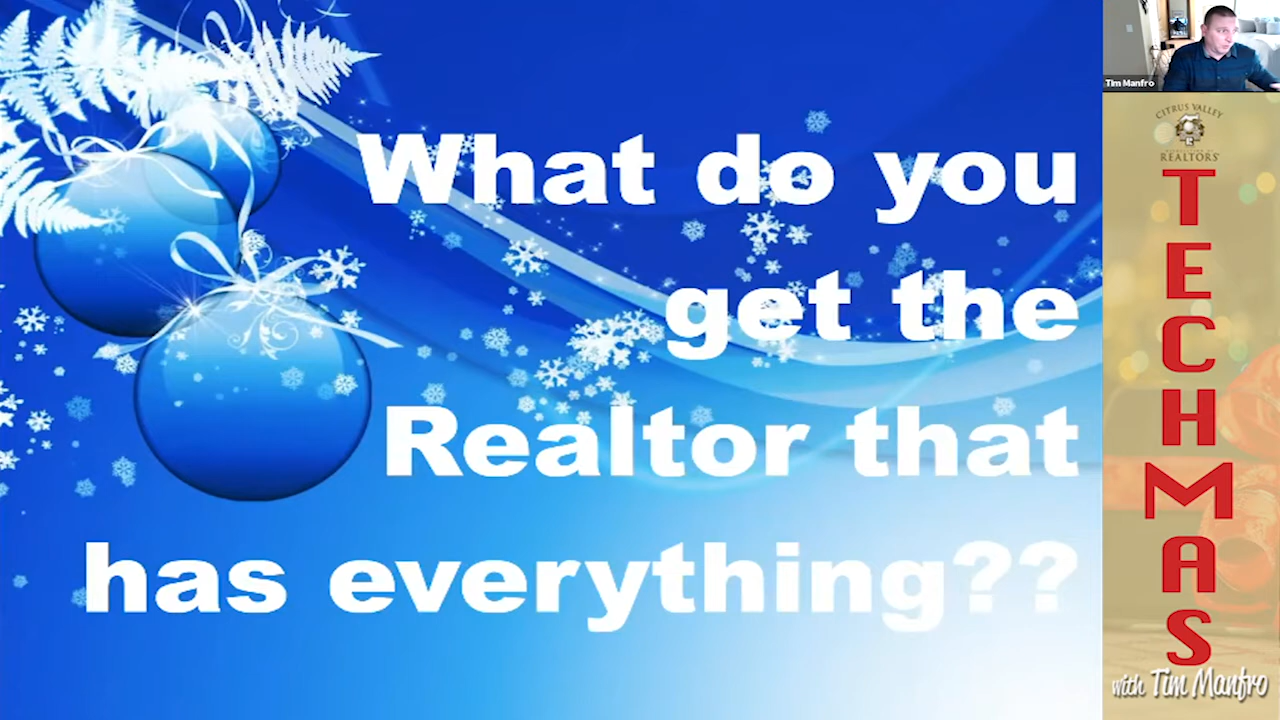 What do you
get the
Realtor that
has everything??
Tim Manfro
CITRUS VALLEY
REALTORS®
TECHMAS
with Tim Manfro